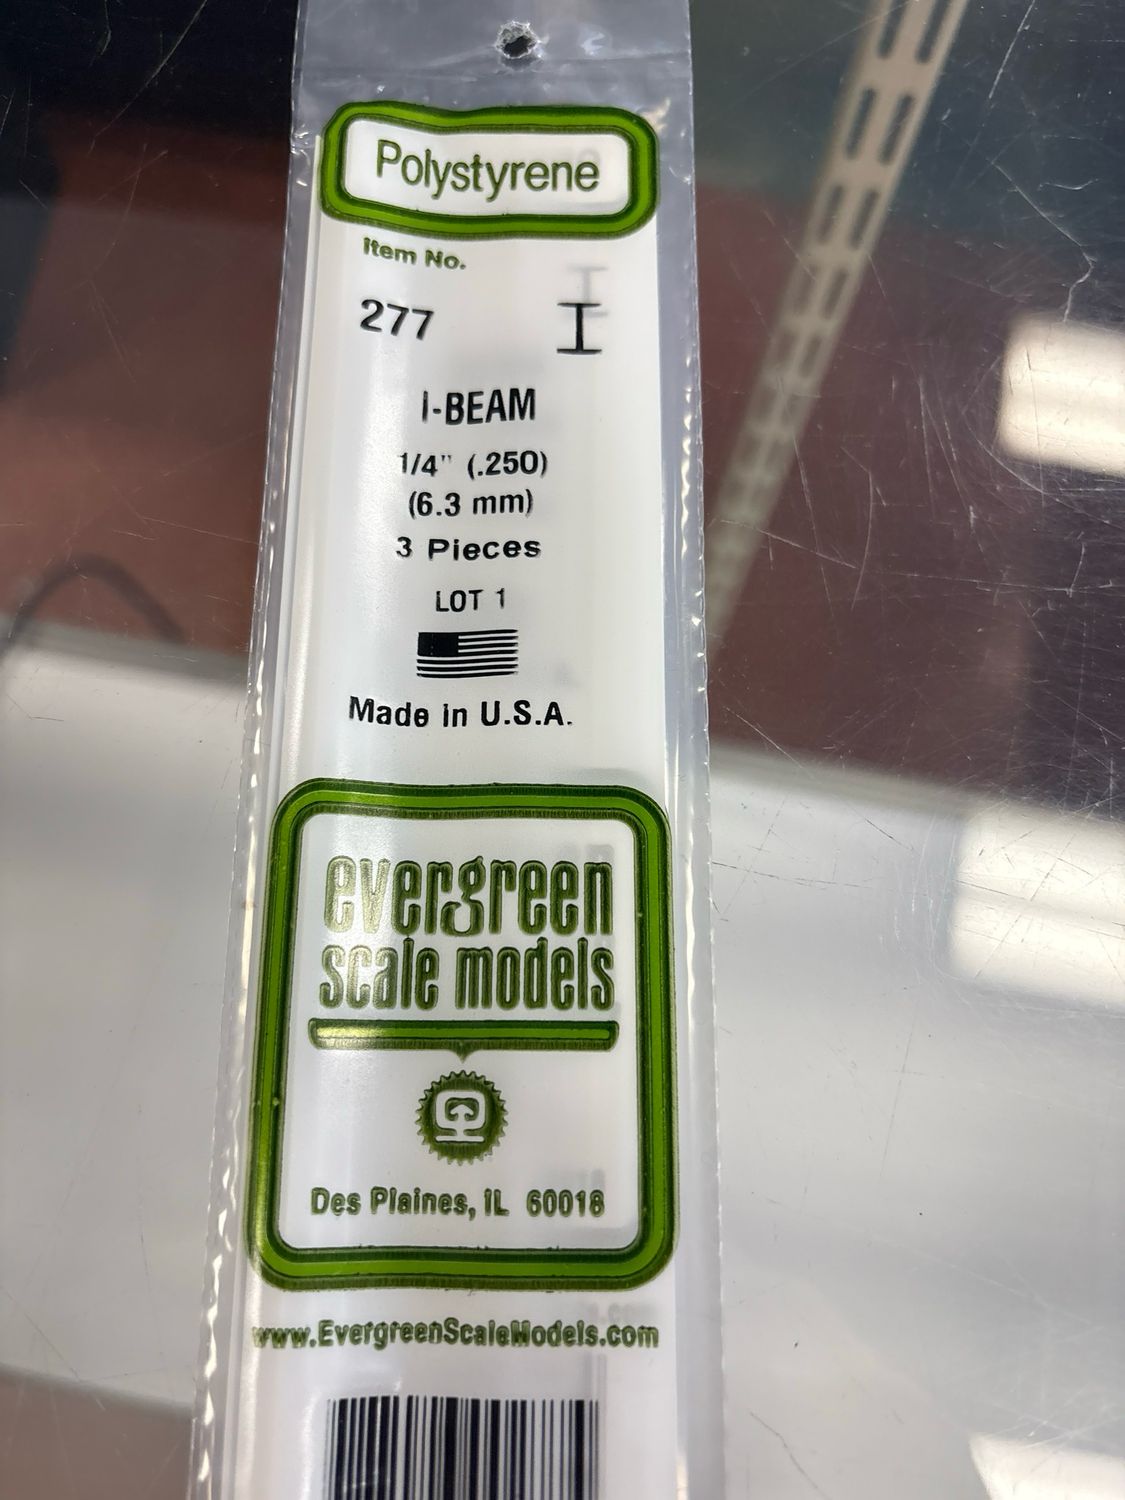 Polystyrene
Item No.
277
I-BEAM
1/4" (.250)
(6.3 mm)
3 Pieces
LOT 1
Made in U.S.A.
evergreen
scale models
Des Plaines, IL 60018
www.EvergreenScaleModels.com